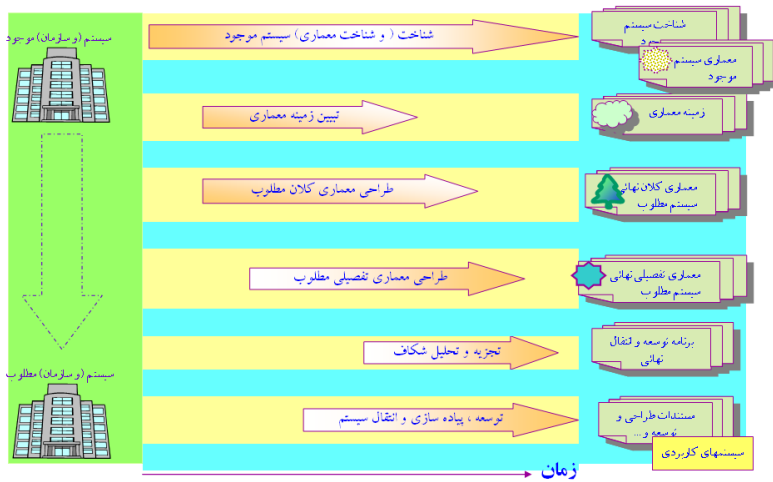 سیستم (و سازمان) موجود
شناخت ( و شناخت معماری) سیستم موجود
شناخت سیستم
معماری سیستم
موجود
تبیین زمینه معماری
زمینه معماری
طراحی معماری کلان مطلوب
معماری کلان نهائی
سیستم مطلوب
طراحی معماری تفصیلی مطلوب
معماری تفصیلی نهائی
سیستم مطلوب
تجزیه و تحلیل شکاف
برنامه توسعه و انتقال
نهائی
سیستم (و سازمان) مطلوب
توسعه ، پیاده سازی و انتقال سیستم
مستندات طراحی و
توسعه و...
سیستمهای کاربردی
زمان